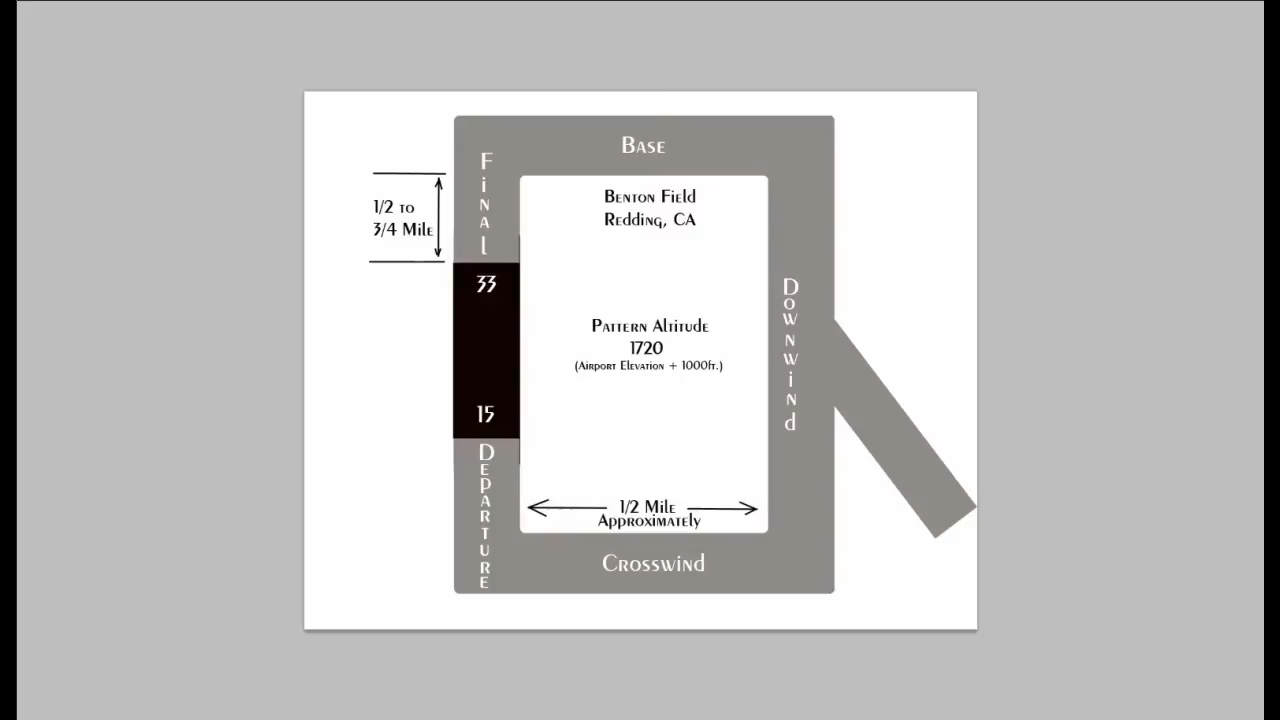 Base
Final
1/2 to
3/4 Mile
Benton Field
Redding, CA
33
Downwind
Pattern Altitude
1720
(Airport Elevation + 1000ft.)
15
Departure
1/2 Mile
Approximately
Crosswind